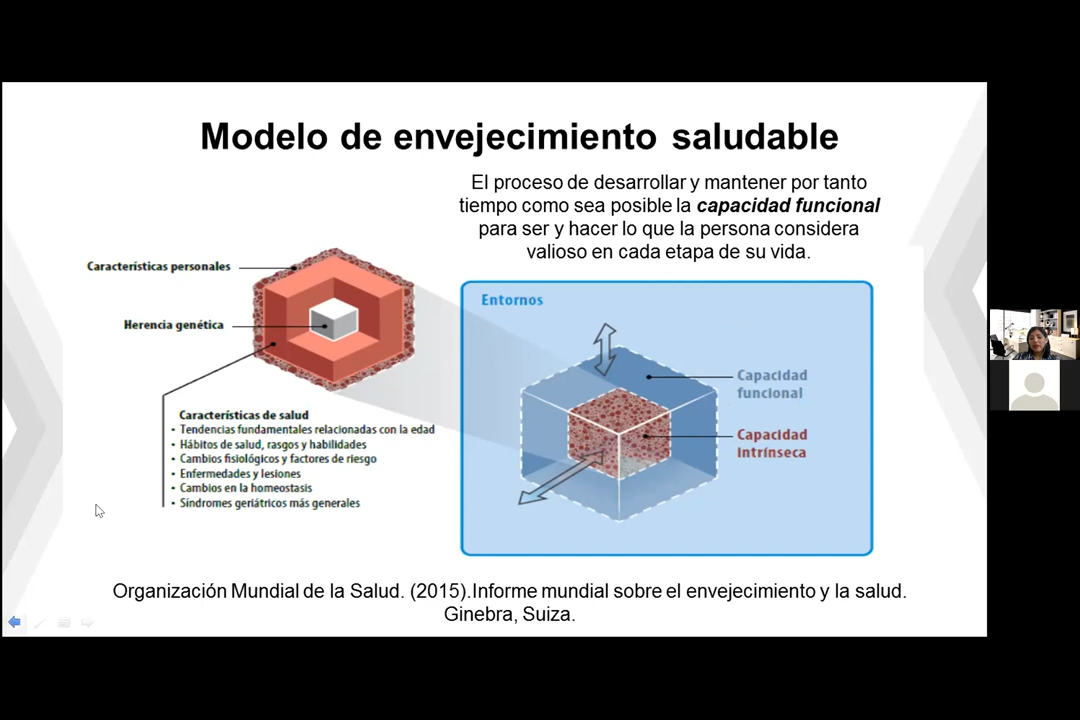 Modelo de envejecimiento saludable
El proceso de desarrollar y mantener por tanto
tiempo como sea posible la capacidad funcional
para ser y hacer lo que la persona considera
valioso en cada etapa de su vida.
Características personales
Herencia genética
Características de salud
• Tendencias fundamentales relacionadas con la edad
• Hábitos de salud, rasgos y habilidades
• Cambios fisiológicos y factores de riesgo
• Enfermedades y lesiones
• Cambios en la homeostasis
• Síndromes geriátricos más generales
Entornos
Capacidad
funcional
Capacidad
intrínseca
Organización Mundial de la Salud. (2015).Informe mundial sobre el envejecimiento y la salud.
Ginebra, Suiza.